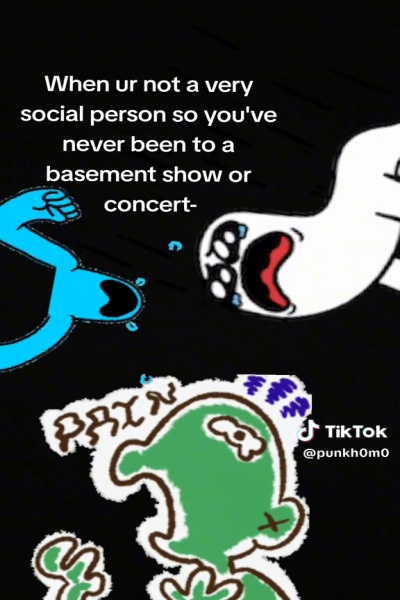 When ur not a very
social person so you've
never been to a
basement show or
concert-
PAIN
TikTok
@punkh0m0